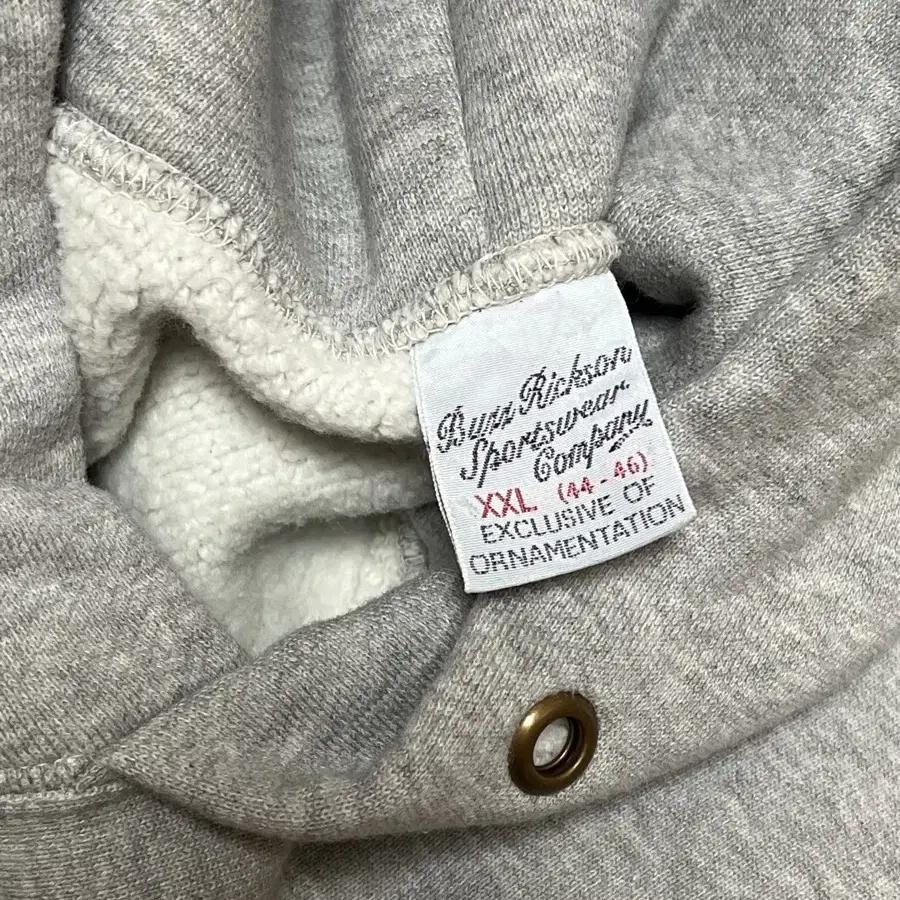 Buzz Rickson
Sportswear
Company
XXL (44-46)
EXCLUSIVE OF
ORNAMENTATION